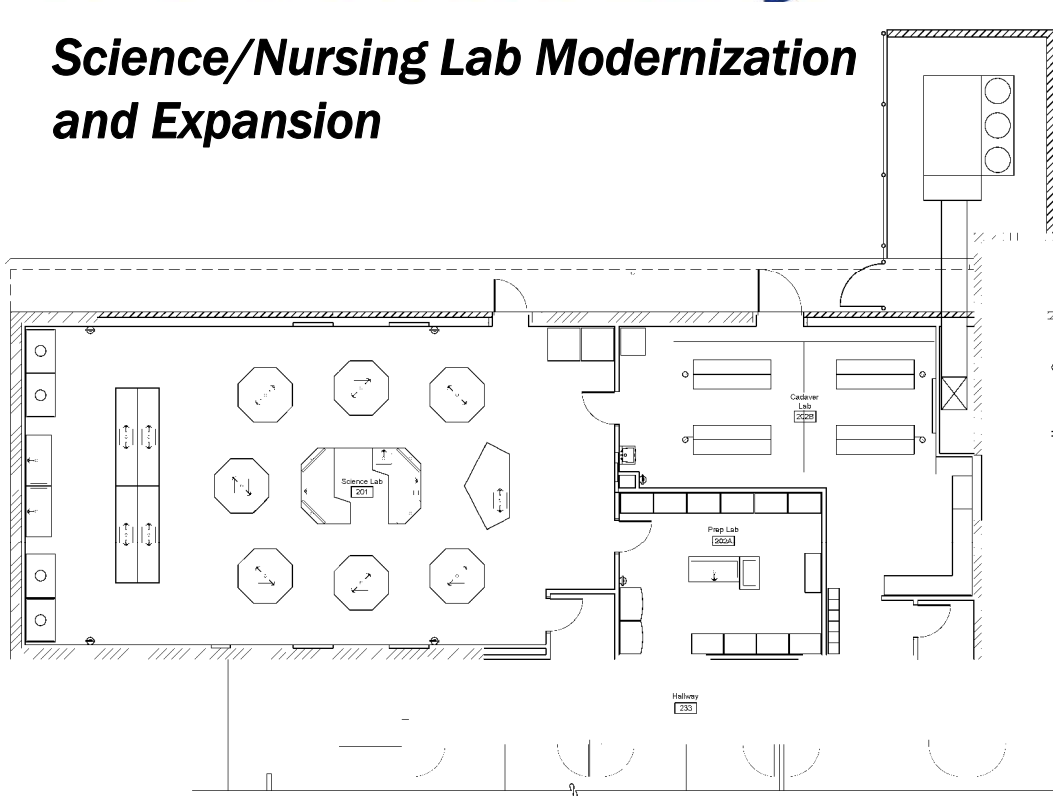 Science/Nursing Lab Modernization
and Expansion
Cadaver
Lab
202B
Science Lab
201
Prep Lab
202A
Hallway
233